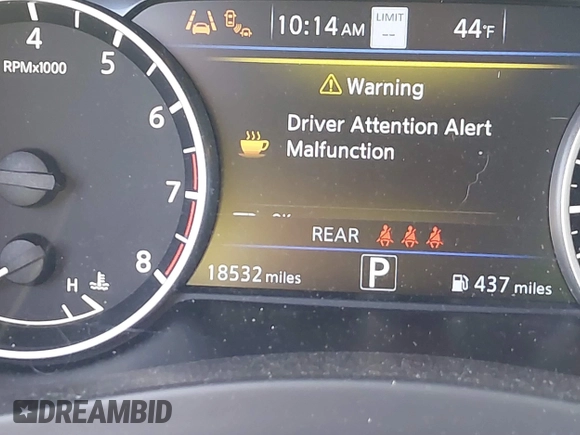 10:14 AM LIMIT -- 44°F
4 5 6 7 8
RPMx1000
Warning
Driver Attention Alert
Malfunction
REAR
18532 miles P 437 miles
H
DREAMBID